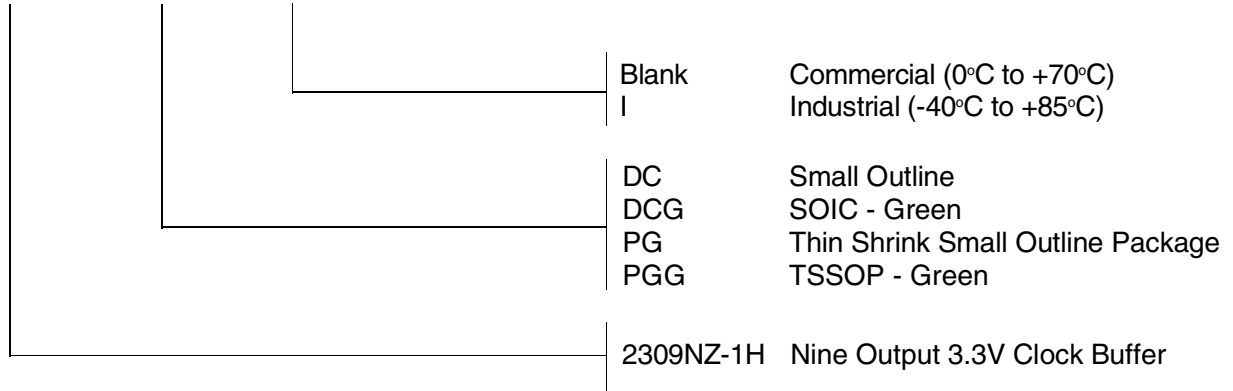 Blank Commercial (0°C to +70°C)
I Industrial (-40°C to +85°C)
DC Small Outline
DCG SOIC - Green
PG Thin Shrink Small Outline Package
PGG TSSOP - Green
2309NZ-1H Nine Output 3.3V Clock Buffer